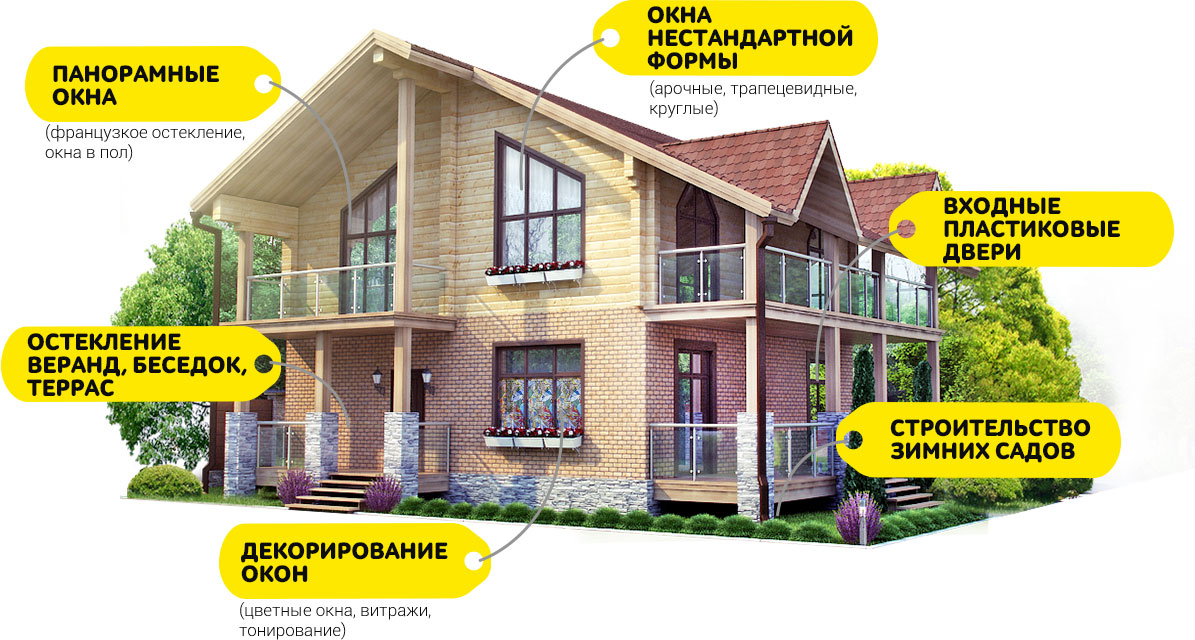 ОКНА
НЕСТАНДАРТНОЙ
ФОРМЫ
(арочные, трапецевидные,
круглые)
ПАНОРАМНЫЕ
ОКНА
(французкое остекление,
окна в пол)
ВХОДНЫЕ
ПЛАСТИКОВЫЕ
ДВЕРИ
ОСТЕКЛЕНИЕ
ВЕРАНД, БЕСЕДОК,
ТЕРРАС
СТРОИТЕЛЬСТВО
ЗИМНИХ САДОВ
ДЕКОРИРОВАНИЕ
ОКОН
(цветные окна, витражи,
тонирование)